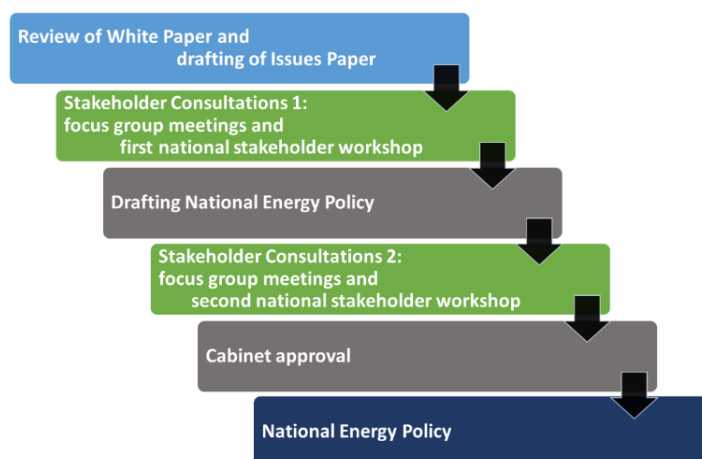 Review of White Paper and
drafting of Issues Paper
Stakeholder Consultations 1:
focus group meetings and
first national stakeholder workshop
Drafting National Energy Policy
Stakeholder Consultations 2:
focus group meetings and
second national stakeholder workshop
Cabinet approval
National Energy Policy